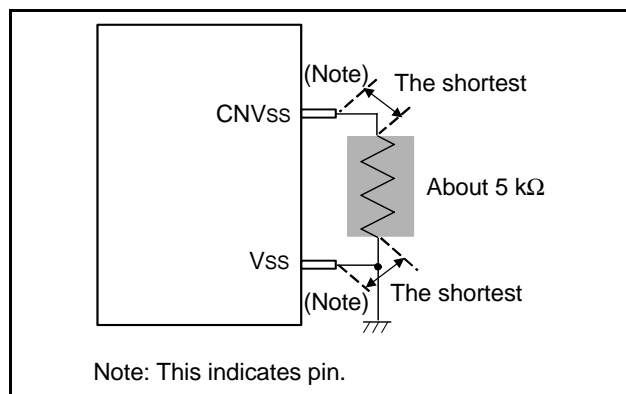 (Note)
The shortest
CNVSS
About 5 kΩ
VSS
The shortest
(Note)
Note: This indicates pin.